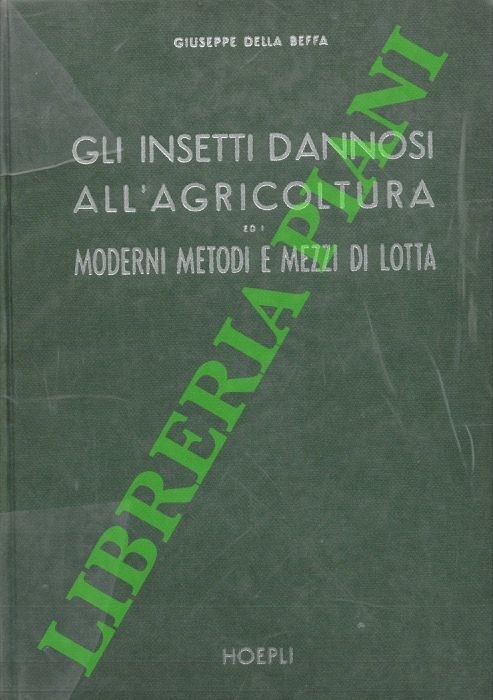 GIUSEPPE DELLA BEFFA
GLI INSETTI DANNOSI
ALL'AGRICOLTURA
ED I
MODERNI METODI E MEZZI DI LOTTA
LIBRERIA PIANI
HOEPLI